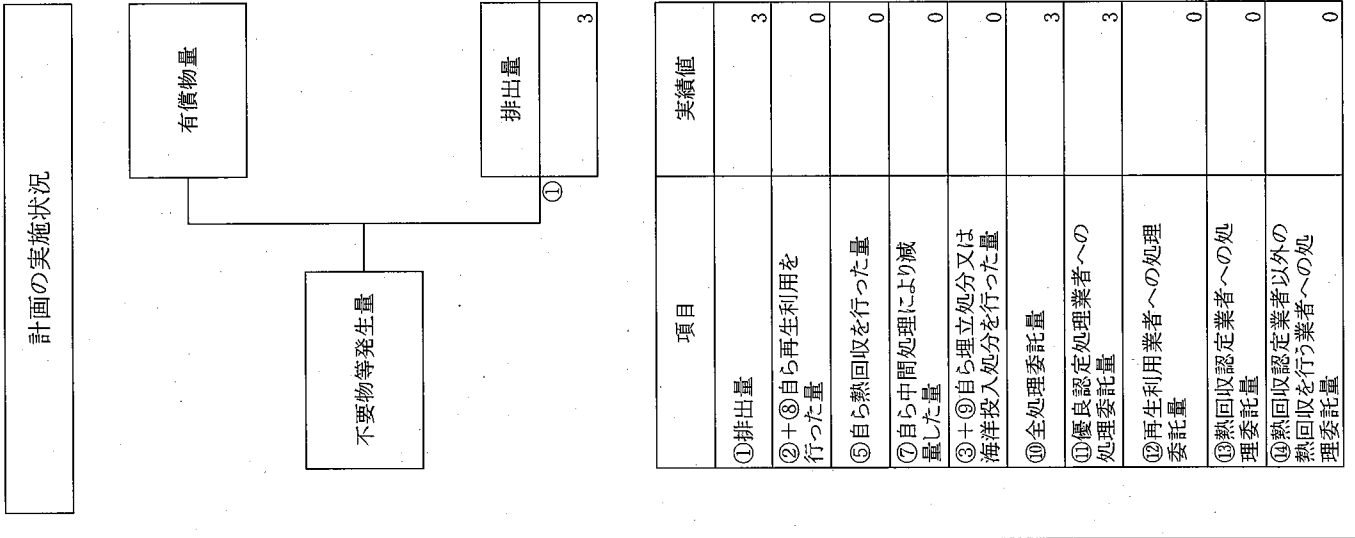 計画の実施状況
有償物量
不要物等発生量
排出量
①
3
項目
実績値
①排出量
3
②+⑧自ら再生利用を
行った量
0
⑤自ら熱回収を行った量
0
⑦自ら中間処理により減
量した量
0
③+⑨自ら埋立処分又は
海洋投入処分を行った量
0
⑩全処理委託量
3
⑪優良認定処理業者への
処理委託量
3
⑫再生利用業者への処理
委託量
0
⑬熱回収認定業者への処
理委託量
0
⑭熱回収認定業者以外の
熱回収を行う業者への処
理委託量
0